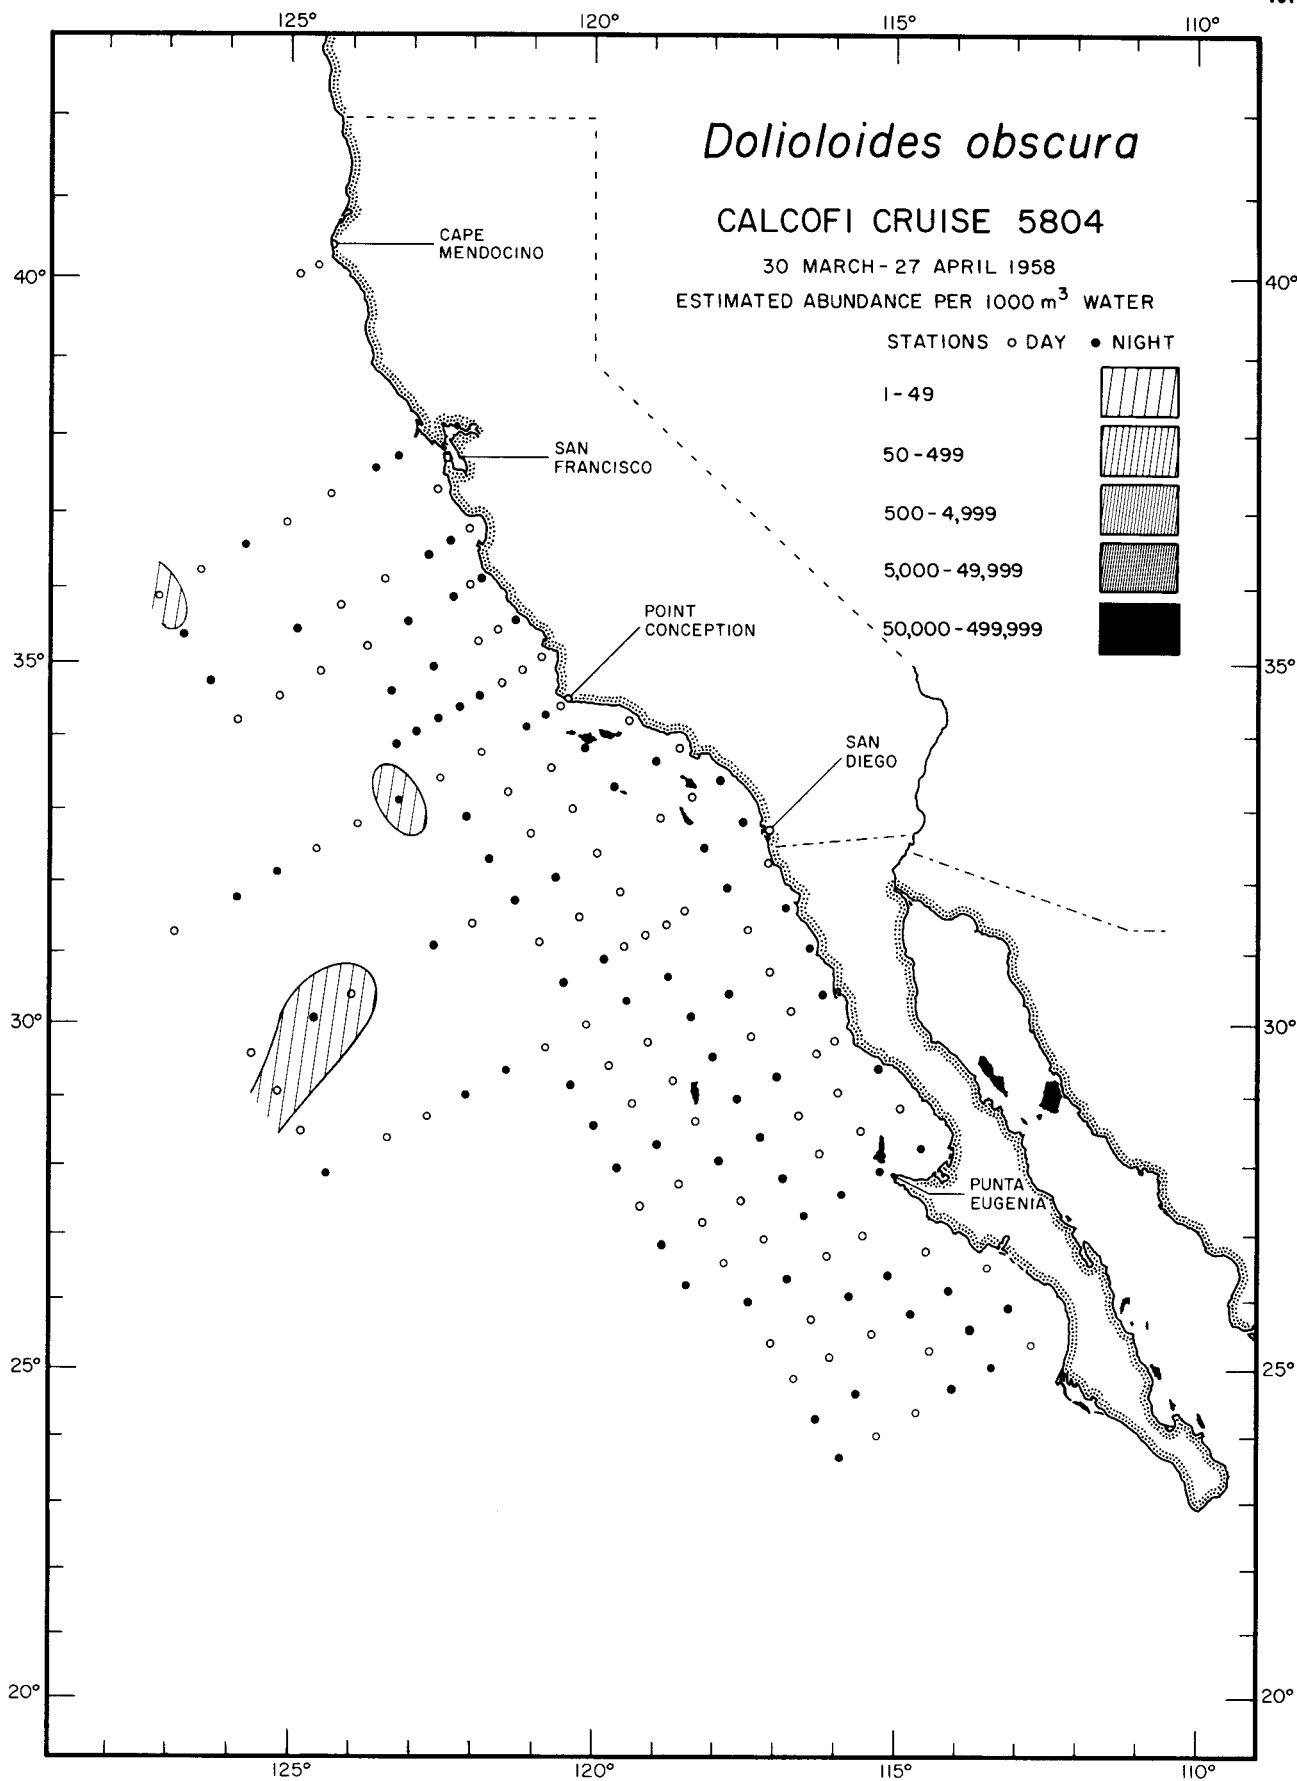 125° 120° 115° 110°
Dolioloides obscura
CALCOFI CRUISE 5804
30 MARCH-27 APRIL 1958
ESTIMATED ABUNDANCE PER 1000 m³ WATER
STATIONS ○ DAY ● NIGHT
1-49
50-499
500-4,999
5,000-49,999
50,000-499,999
CAPE
MENDOCINO
40° 40°
SAN
FRANCISCO
POINT
CONCEPTION
35° 35°
SAN
DIEGO
30° 30°
PUNTA
EUGENIA
25° 25°
20° 20°
125° 120° 115° 110°